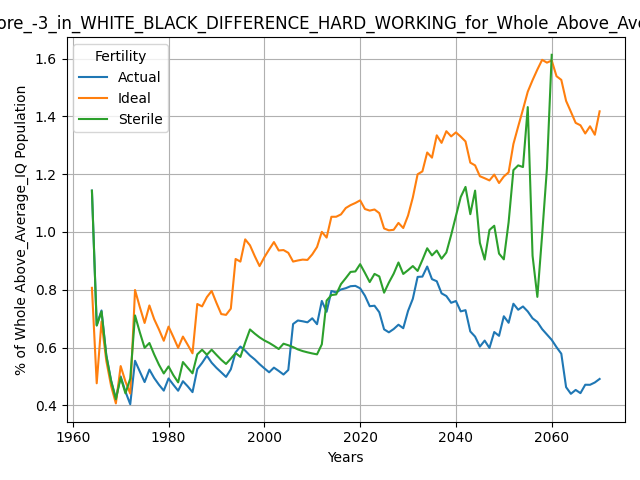 ore_-3_in_WHITE_BLACK_DIFFERENCE_HARD_WORKING_for_Whole_Above_Ave
Fertility
Actual
Ideal
Sterile
% of Whole Above_Average_IQ Population
1.6
1.4
1.2
1.0
0.8
0.6
0.4
1960
1980
2000
2020
2040
2060
Years